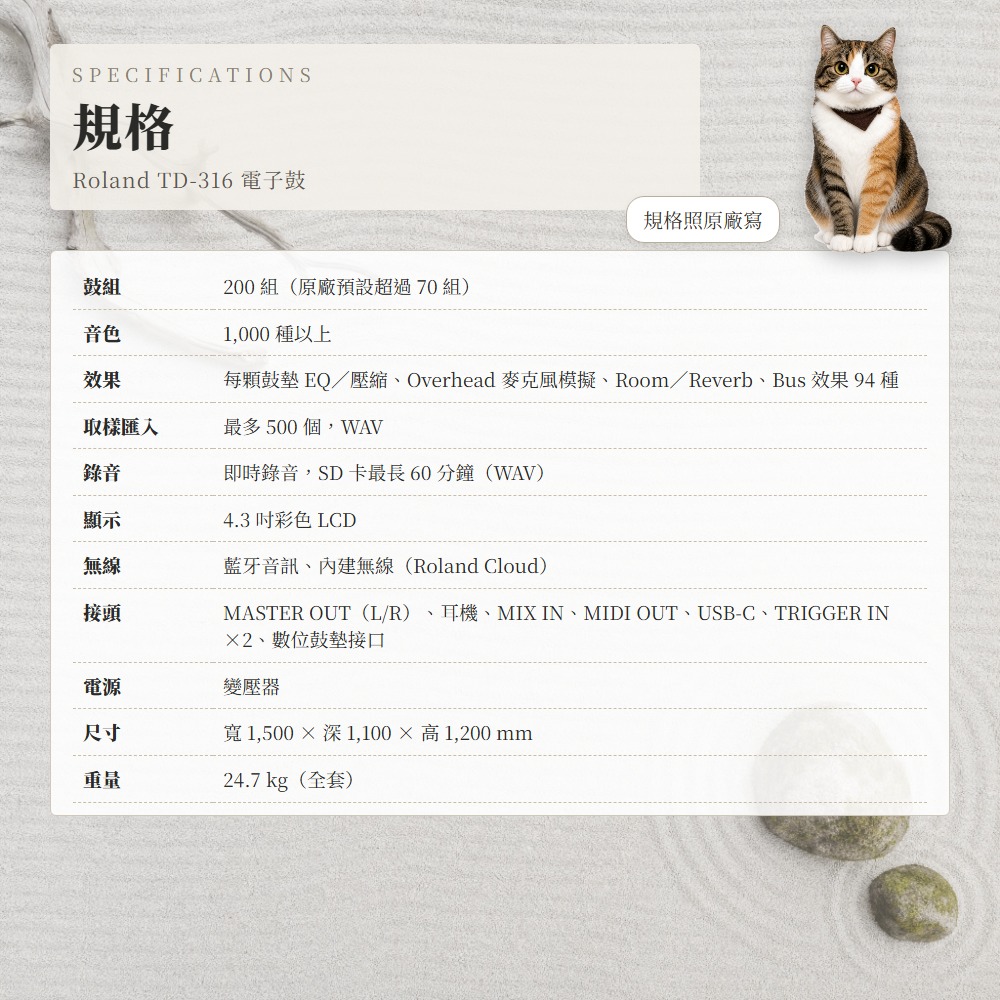 SPECIFICATIONS
規格
Roland TD-316 電子鼓
規格照原廠寫
鼓組 200 組（原廠預設超過 70 組）
音色 1,000 種以上
效果 每顆鼓墊 EQ／壓縮、Overhead 麥克風模擬、Room／Reverb、Bus 效果 94 種
取樣匯入 最多 500 個，WAV
錄音 即時錄音，SD 卡最長 60 分鐘（WAV）
顯示 4.3 吋彩色 LCD
無線 藍牙音訊、內建無線（Roland Cloud）
接頭 MASTER OUT（L/R）、耳機、MIX IN、MIDI OUT、USB-C、TRIGGER IN
×2、數位鼓墊接口
電源 變壓器
尺寸 寬 1,500 × 深 1,100 × 高 1,200 mm
重量 24.7 kg（全套）